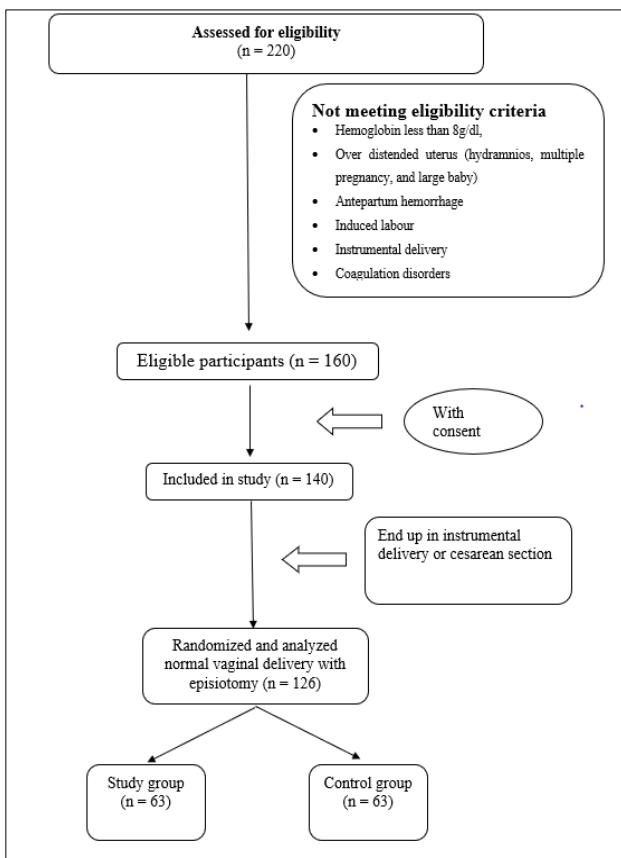 Assessed for eligibility
(n = 220)
Not meeting eligibility criteria
• Hemoglobin less than 8g/dl,
• Over distended uterus (hydramnios, multiple
pregnancy, and large baby)
• Antepartum hemorrhage
• Induced labour
• Instrumental delivery
• Coagulation disorders
Eligible participants (n = 160)
With
consent
Included in study (n = 140)
End up in instrumental
delivery or cesarean section
Randomized and analyzed
normal vaginal delivery with
episiotomy (n = 126)
Study group
(n = 63)
Control group
(n = 63)